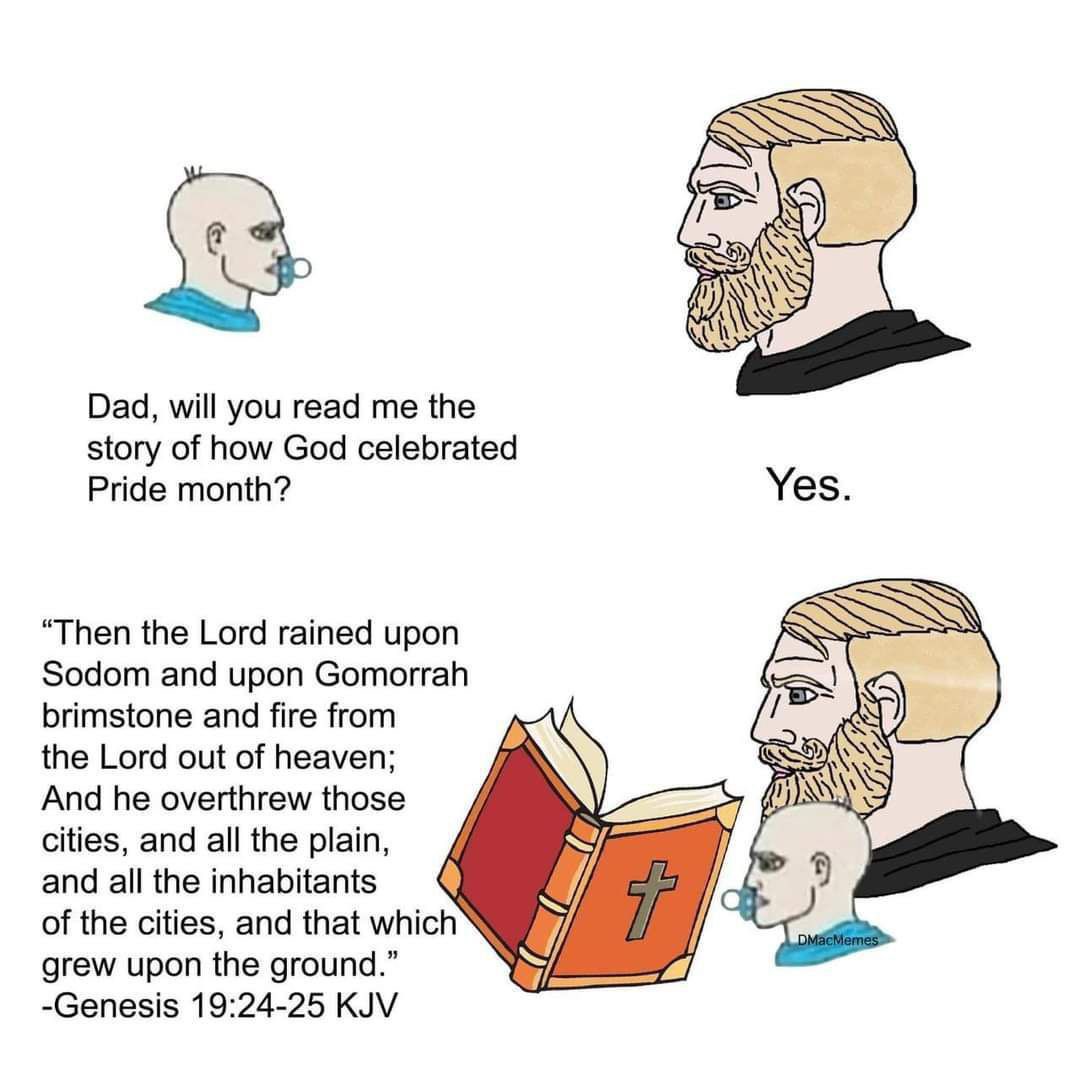 Dad, will you read me the
story of how God celebrated
Pride month?
Yes.
“Then the Lord rained upon
Sodom and upon Gomorrah
brimstone and fire from
the Lord out of heaven;
And he overthrew those
cities, and all the plain,
and all the inhabitants
of the cities, and that which
grew upon the ground.”
-Genesis 19:24-25 KJV
DMacMemes